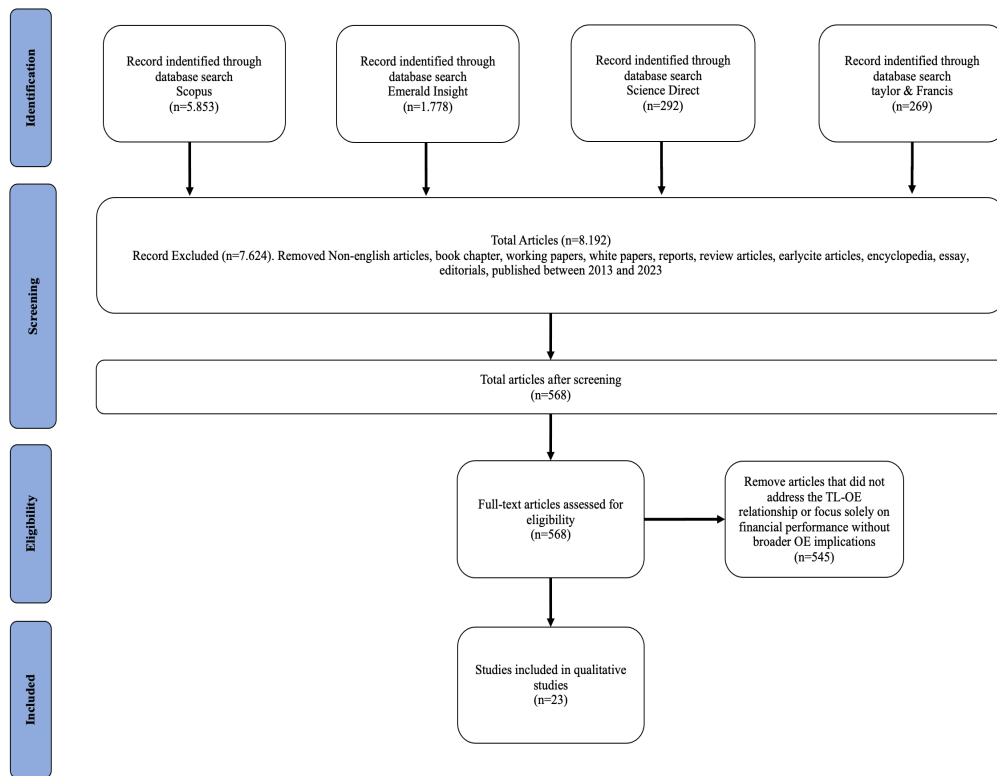 Identification
Record indentified through
database search
Scopus
(n=5.853)
Record indentified through
database search
Emerald Insight
(n=1.778)
Record indentified through
database search
Science Direct
(n=292)
Record indentified through
database search
taylor & Francis
(n=269)
Screening
Total Articles (n=8.192)
Record Excluded (n=7.624). Removed Non-english articles, book chapter, working papers, white papers, reports, review articles, earlycite articles, encyclopedia, essay,
editorials, published between 2013 and 2023
Total articles after screening
(n=568)
Eligibility
Full-text articles assessed for
eligibility
(n=568)
Remove articles that did not
address the TL-OE
relationship or focus solely on
financial performance without
broader OE implications
(n=545)
Included
Studies included in qualitative
studies
(n=23)